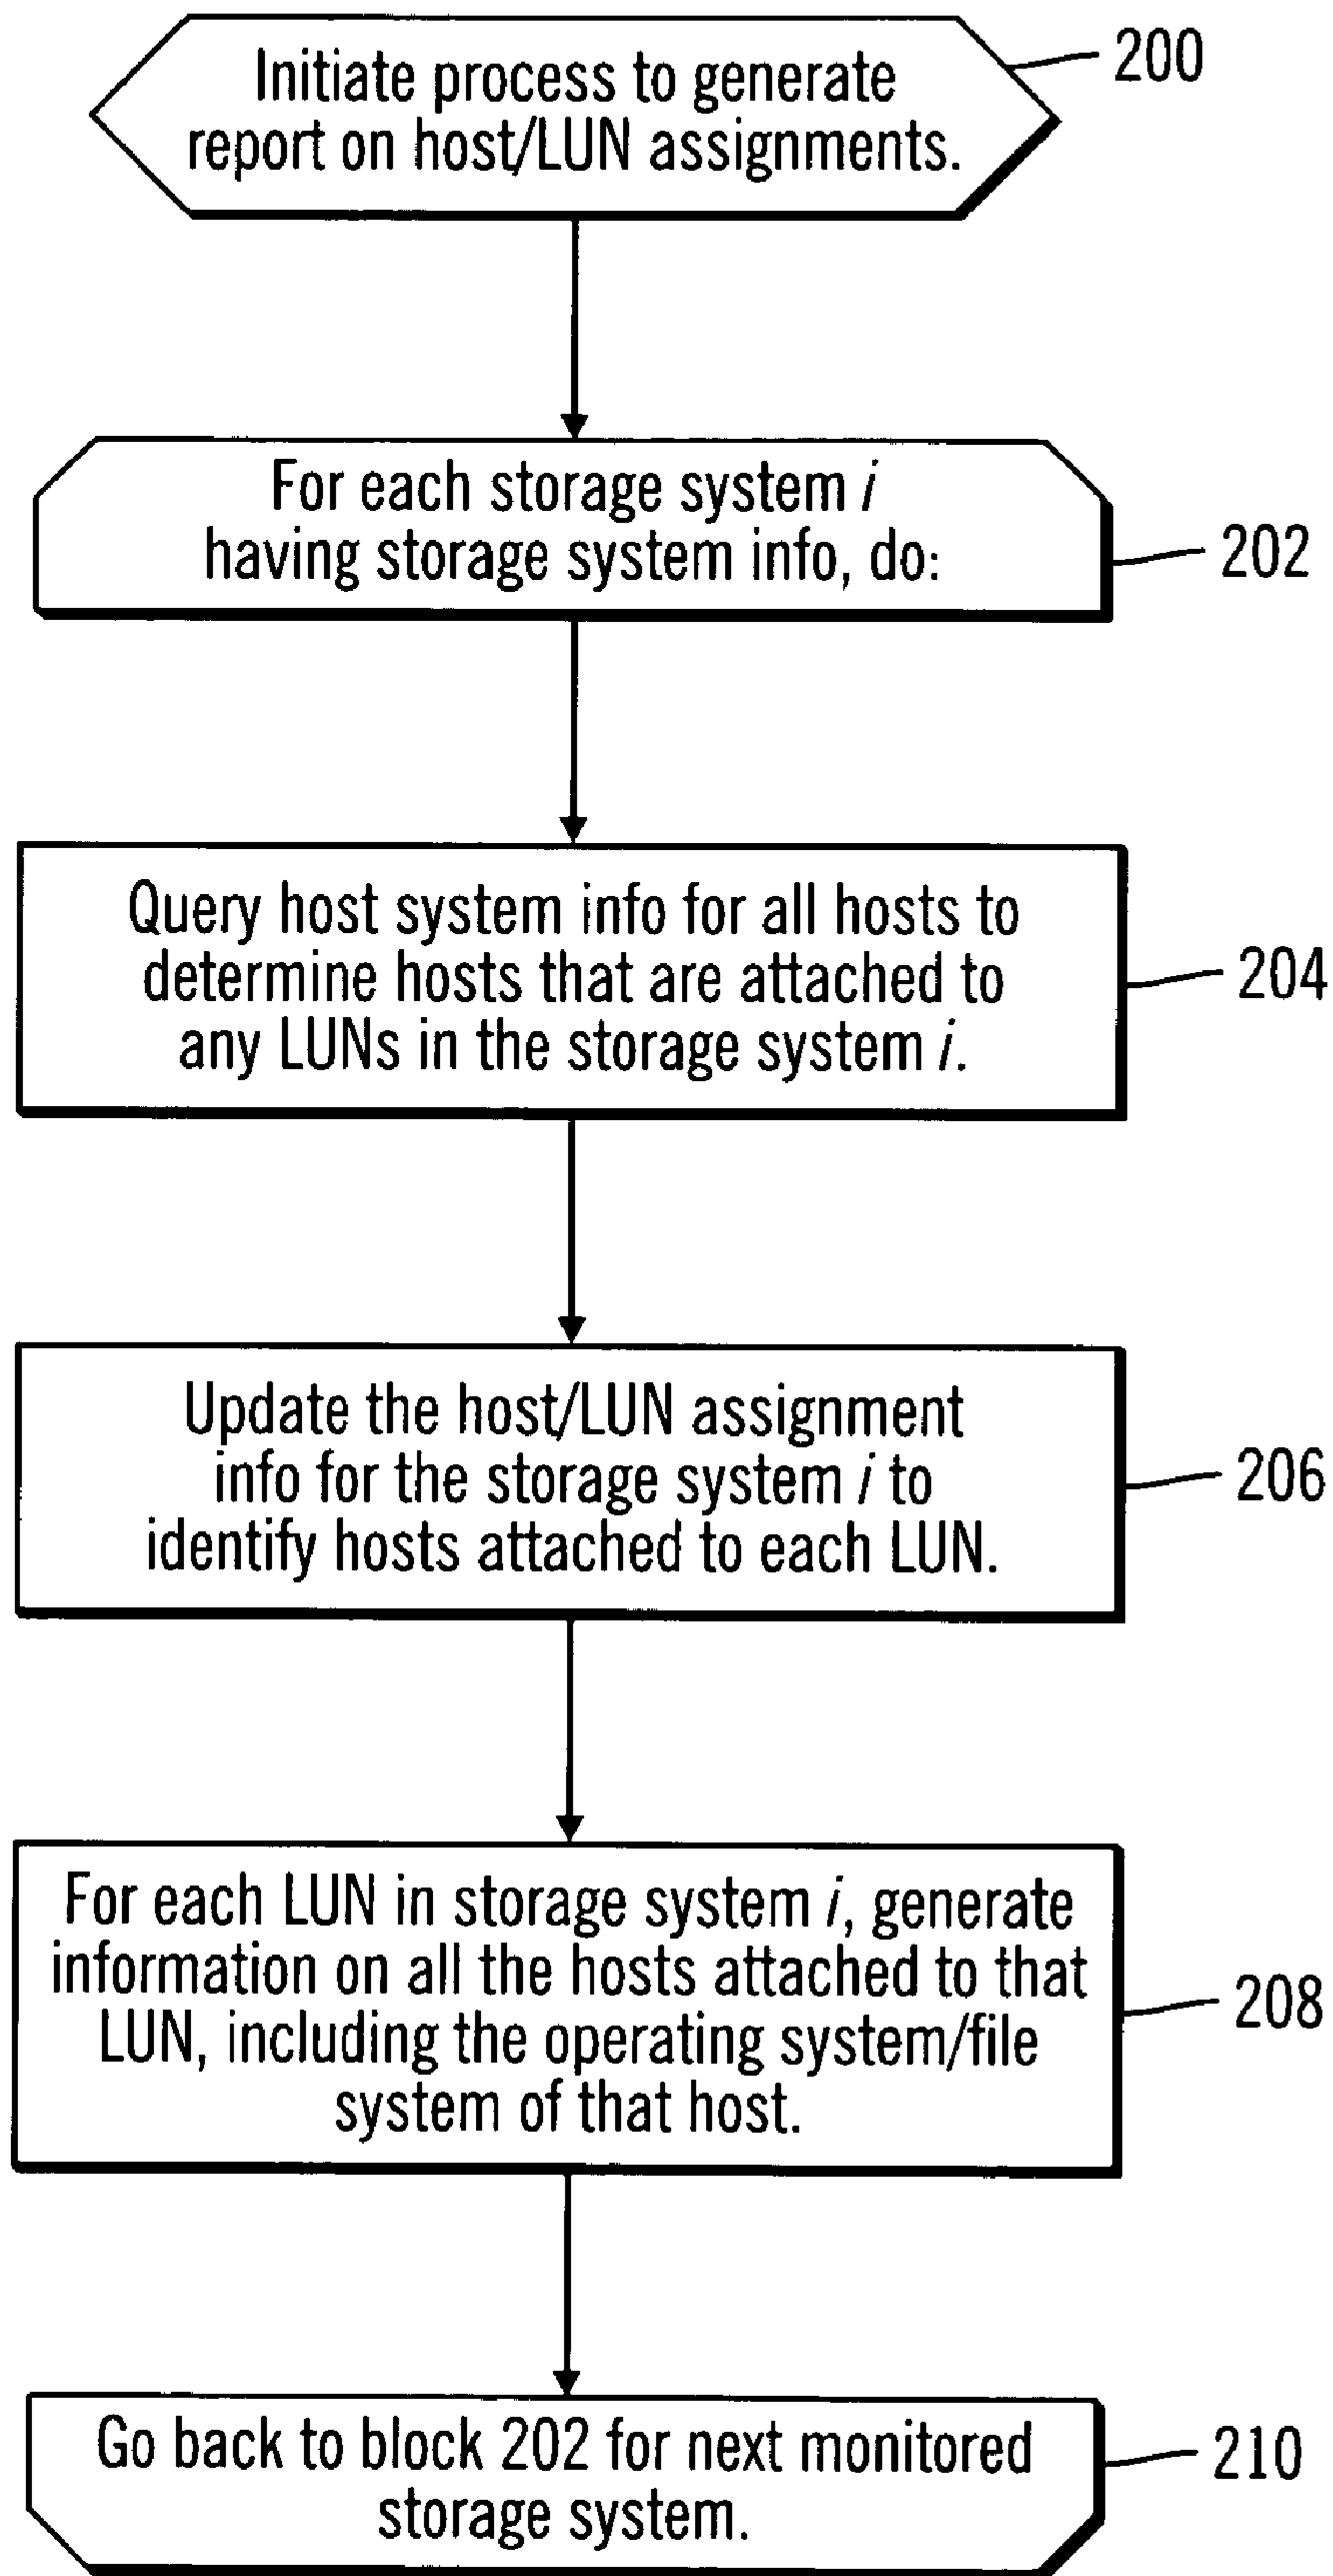 Initiate process to generate
report on host/LUN assignments.
200
For each storage system i
having storage system info, do:
202
Query host system info for all hosts to
determine hosts that are attached to
any LUNs in the storage system i.
204
Update the host/LUN assignment
info for the storage system i to
identify hosts attached to each LUN.
206
For each LUN in storage system i, generate
information on all the hosts attached to that
LUN, including the operating system/file
system of that host.
208
Go back to block 202 for next monitored
storage system.
210